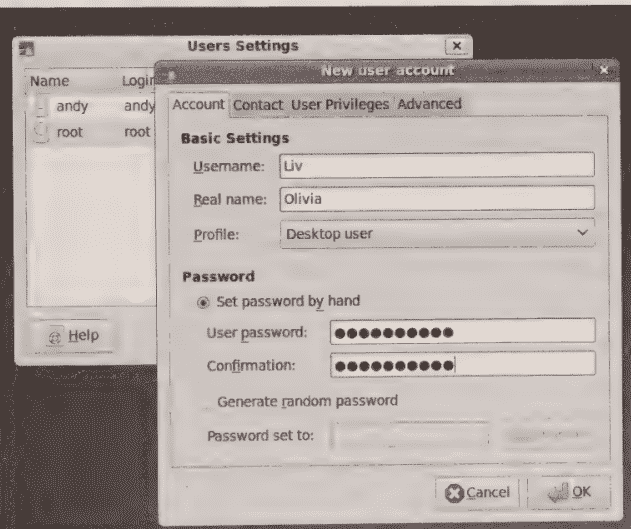 Users Settings
Name Login
andy andy
root root
Help
New user account
Account Contact User Privileges Advanced
Basic Settings
Username: Liv
Real name: Olivia
Profile: Desktop user
Password
Set password by hand
User password: ●●●●●●●●●●
Confirmation: ●●●●●●●●●●
Generate random password
Password set to:
Cancel OK